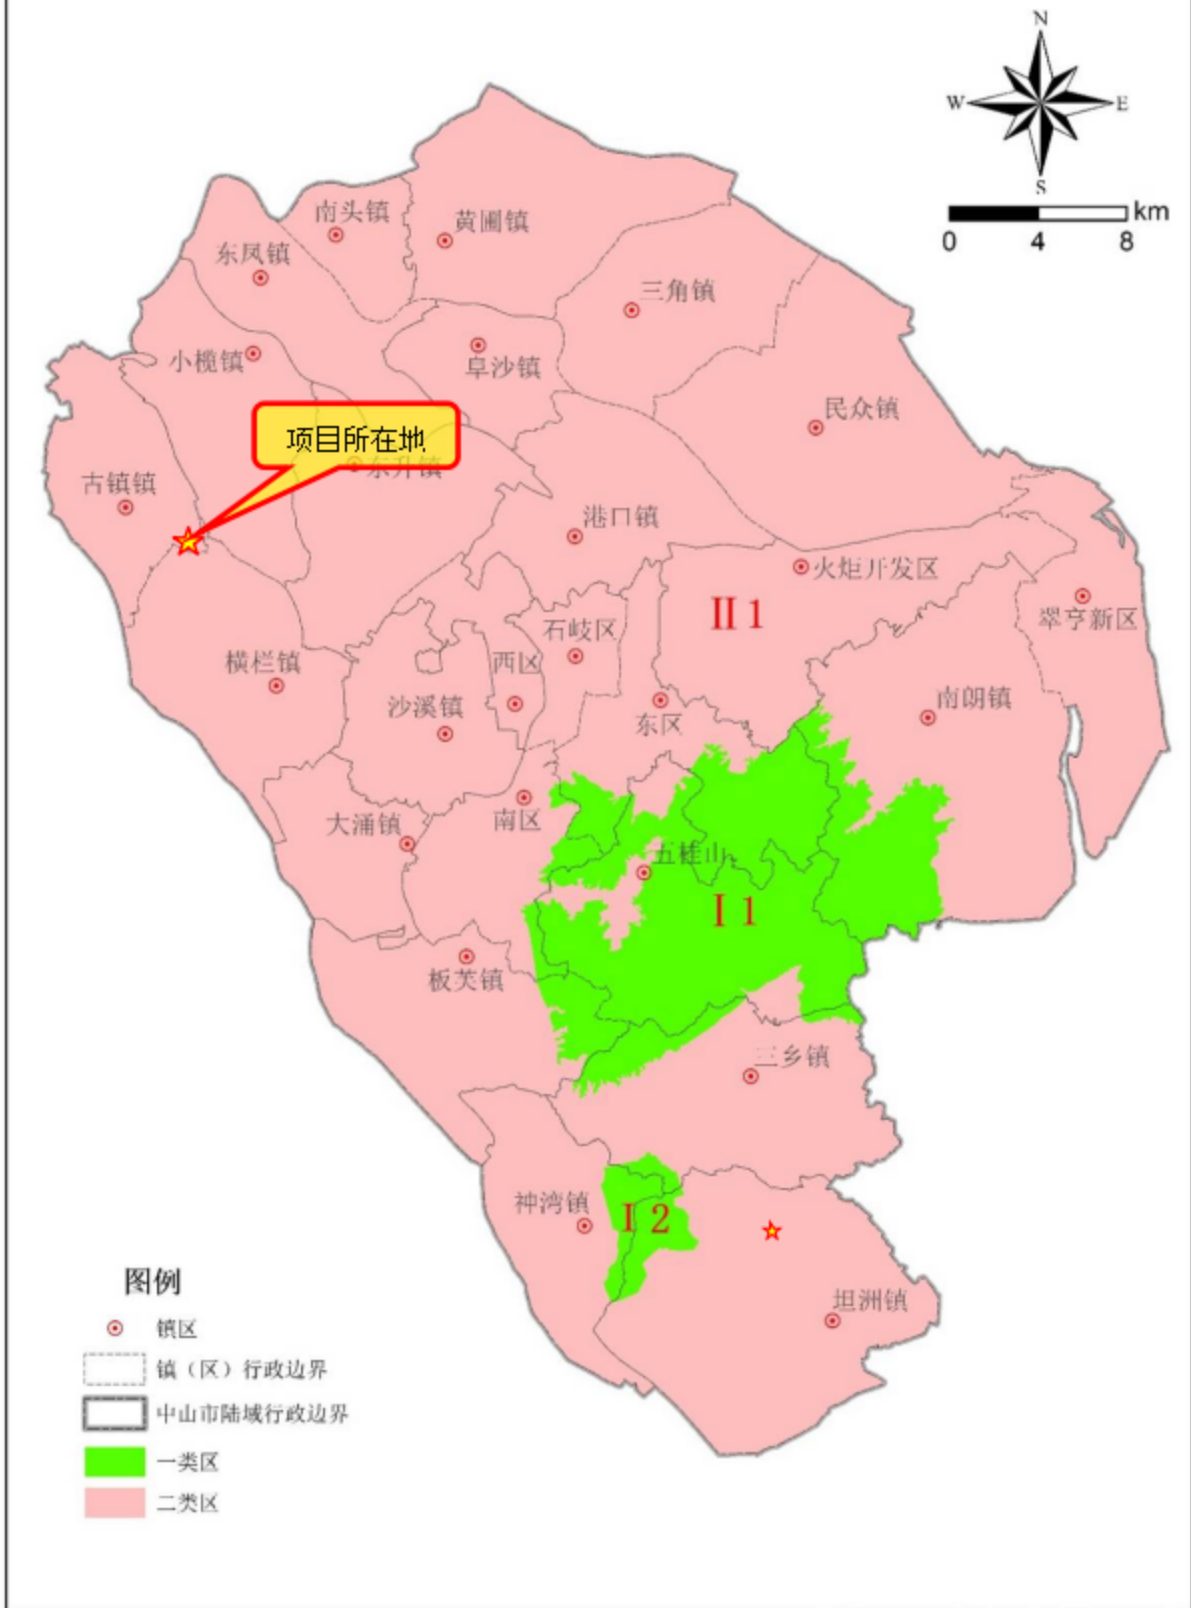 N
W
E
S
km
0
4
8
南头镇
黄圃镇
东凤镇
三角镇
小榄镇
阜沙镇
民众镇
项目所在地
东升镇
古镇镇
港口镇
火炬开发区
II 1
翠亨新区
石岐区
横栏镇
西区
沙溪镇
东区
南朗镇
大涌镇
南区
五桂山
I 1
板芙镇
三乡镇
神湾镇
I 2
坦洲镇
图例
镇区
镇（区）行政边界
中山市陆域行政边界
一类区
二类区